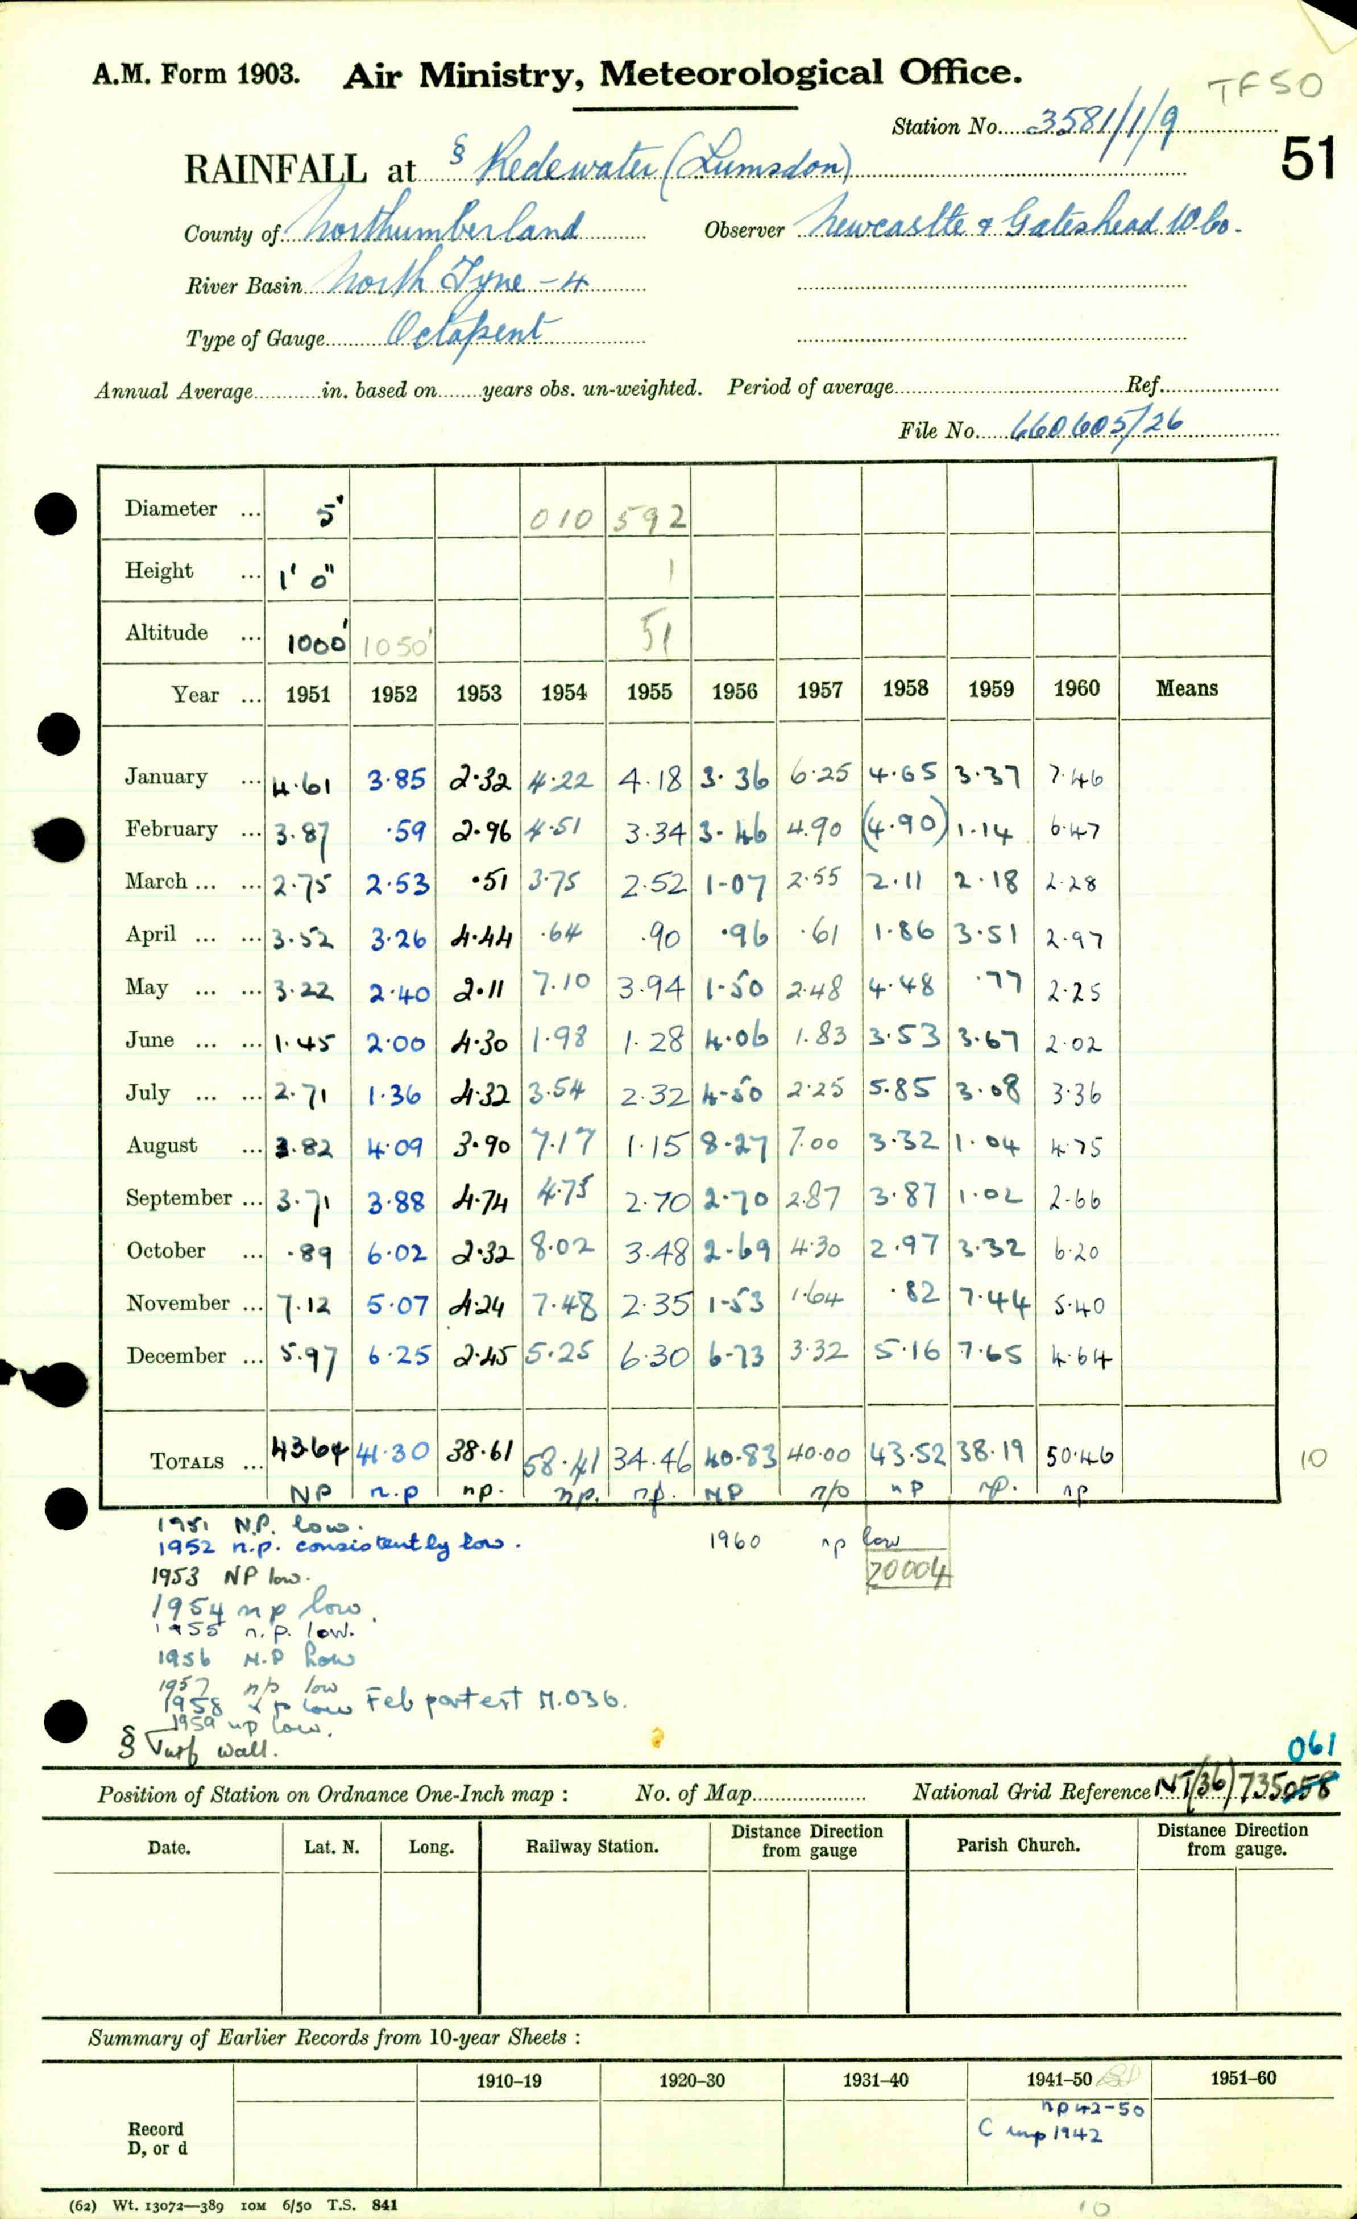 A.M. Form 1903. Air Ministry, Meteorological Office.
TF50
Station No. 3581/1/9
51
RAINFALL at § Redewater (Lumsdon)
County of Northumberland Observer Newcastle & Gateshead W. Co.
River Basin North Tyne - 4
Type of Gauge Octapent
Annual Average in. based on years obs. un-weighted. Period of average Ref.
File No. 660605/26
Diameter ... 5" 010 592
Height ... 1' 0" 1
Altitude ... 1000' 1050' 51
Year ... 1951 1952 1953 1954 1955 1956 1957 1958 1959 1960 Means
January ... 4.61 3.85 2.32 4.22 4.18 3.36 6.25 4.65 3.37 7.46
February ... 3.87 .59 2.96 4.51 3.34 3.46 4.90 (4.90) 1.14 6.47
March ... ... 2.75 2.53 .51 3.75 2.52 1.07 2.55 2.11 2.18 2.28
April ... ... 3.52 3.26 4.44 .64 .90 .96 .61 1.86 3.51 2.97
May ... ... 3.22 2.40 2.11 7.10 3.94 1.50 2.48 4.48 .77 2.25
June ... ... 1.45 2.00 4.30 1.98 1.28 4.06 1.83 3.53 3.67 2.02
July ... ... 2.71 1.36 4.32 3.54 2.32 4.50 2.25 5.85 3.08 3.36
August ... 3.82 4.09 3.90 7.17 1.15 8.27 7.00 3.32 1.04 4.75
September ... 3.71 3.88 4.74 4.75 2.70 2.70 2.87 3.87 1.02 2.66
October ... .89 6.02 2.32 8.02 3.48 2.69 4.30 2.97 3.32 6.20
November ... 7.12 5.07 4.24 7.48 2.35 1.53 1.64 .82 7.44 5.40
December ... 5.97 6.25 2.45 5.25 6.30 6.73 3.32 5.16 7.65 4.64
TOTALS ... 43.64 41.30 38.61 58.41 34.46 40.83 40.00 43.52 38.19 50.46 10
NP n.p np. np. np. NP n/p nP np. np
1951 N.P. low.
1952 n.p. consistently low. 1960 np low
1953 NP low. 20004
1954 np low.
1955 n.p. low.
1956 N.P low
1957 n/p low
1958 n p low Feb part est M.036.
1959 np low.
§ Turf wall.
061
Position of Station on Ordnance One-Inch map : No. of Map National Grid Reference NT(36) 735058
Date. Lat. N. Long. Railway Station. Distance from gauge Direction Parish Church. Distance from gauge. Direction
Summary of Earlier Records from 10-year Sheets :
1910–19 1920–30 1931–40 1941–50 1951–60
Record D, or d
np 42-50
C imp 1942
(62) Wt. 13072—389 10M 6/50 T.S. 841
10